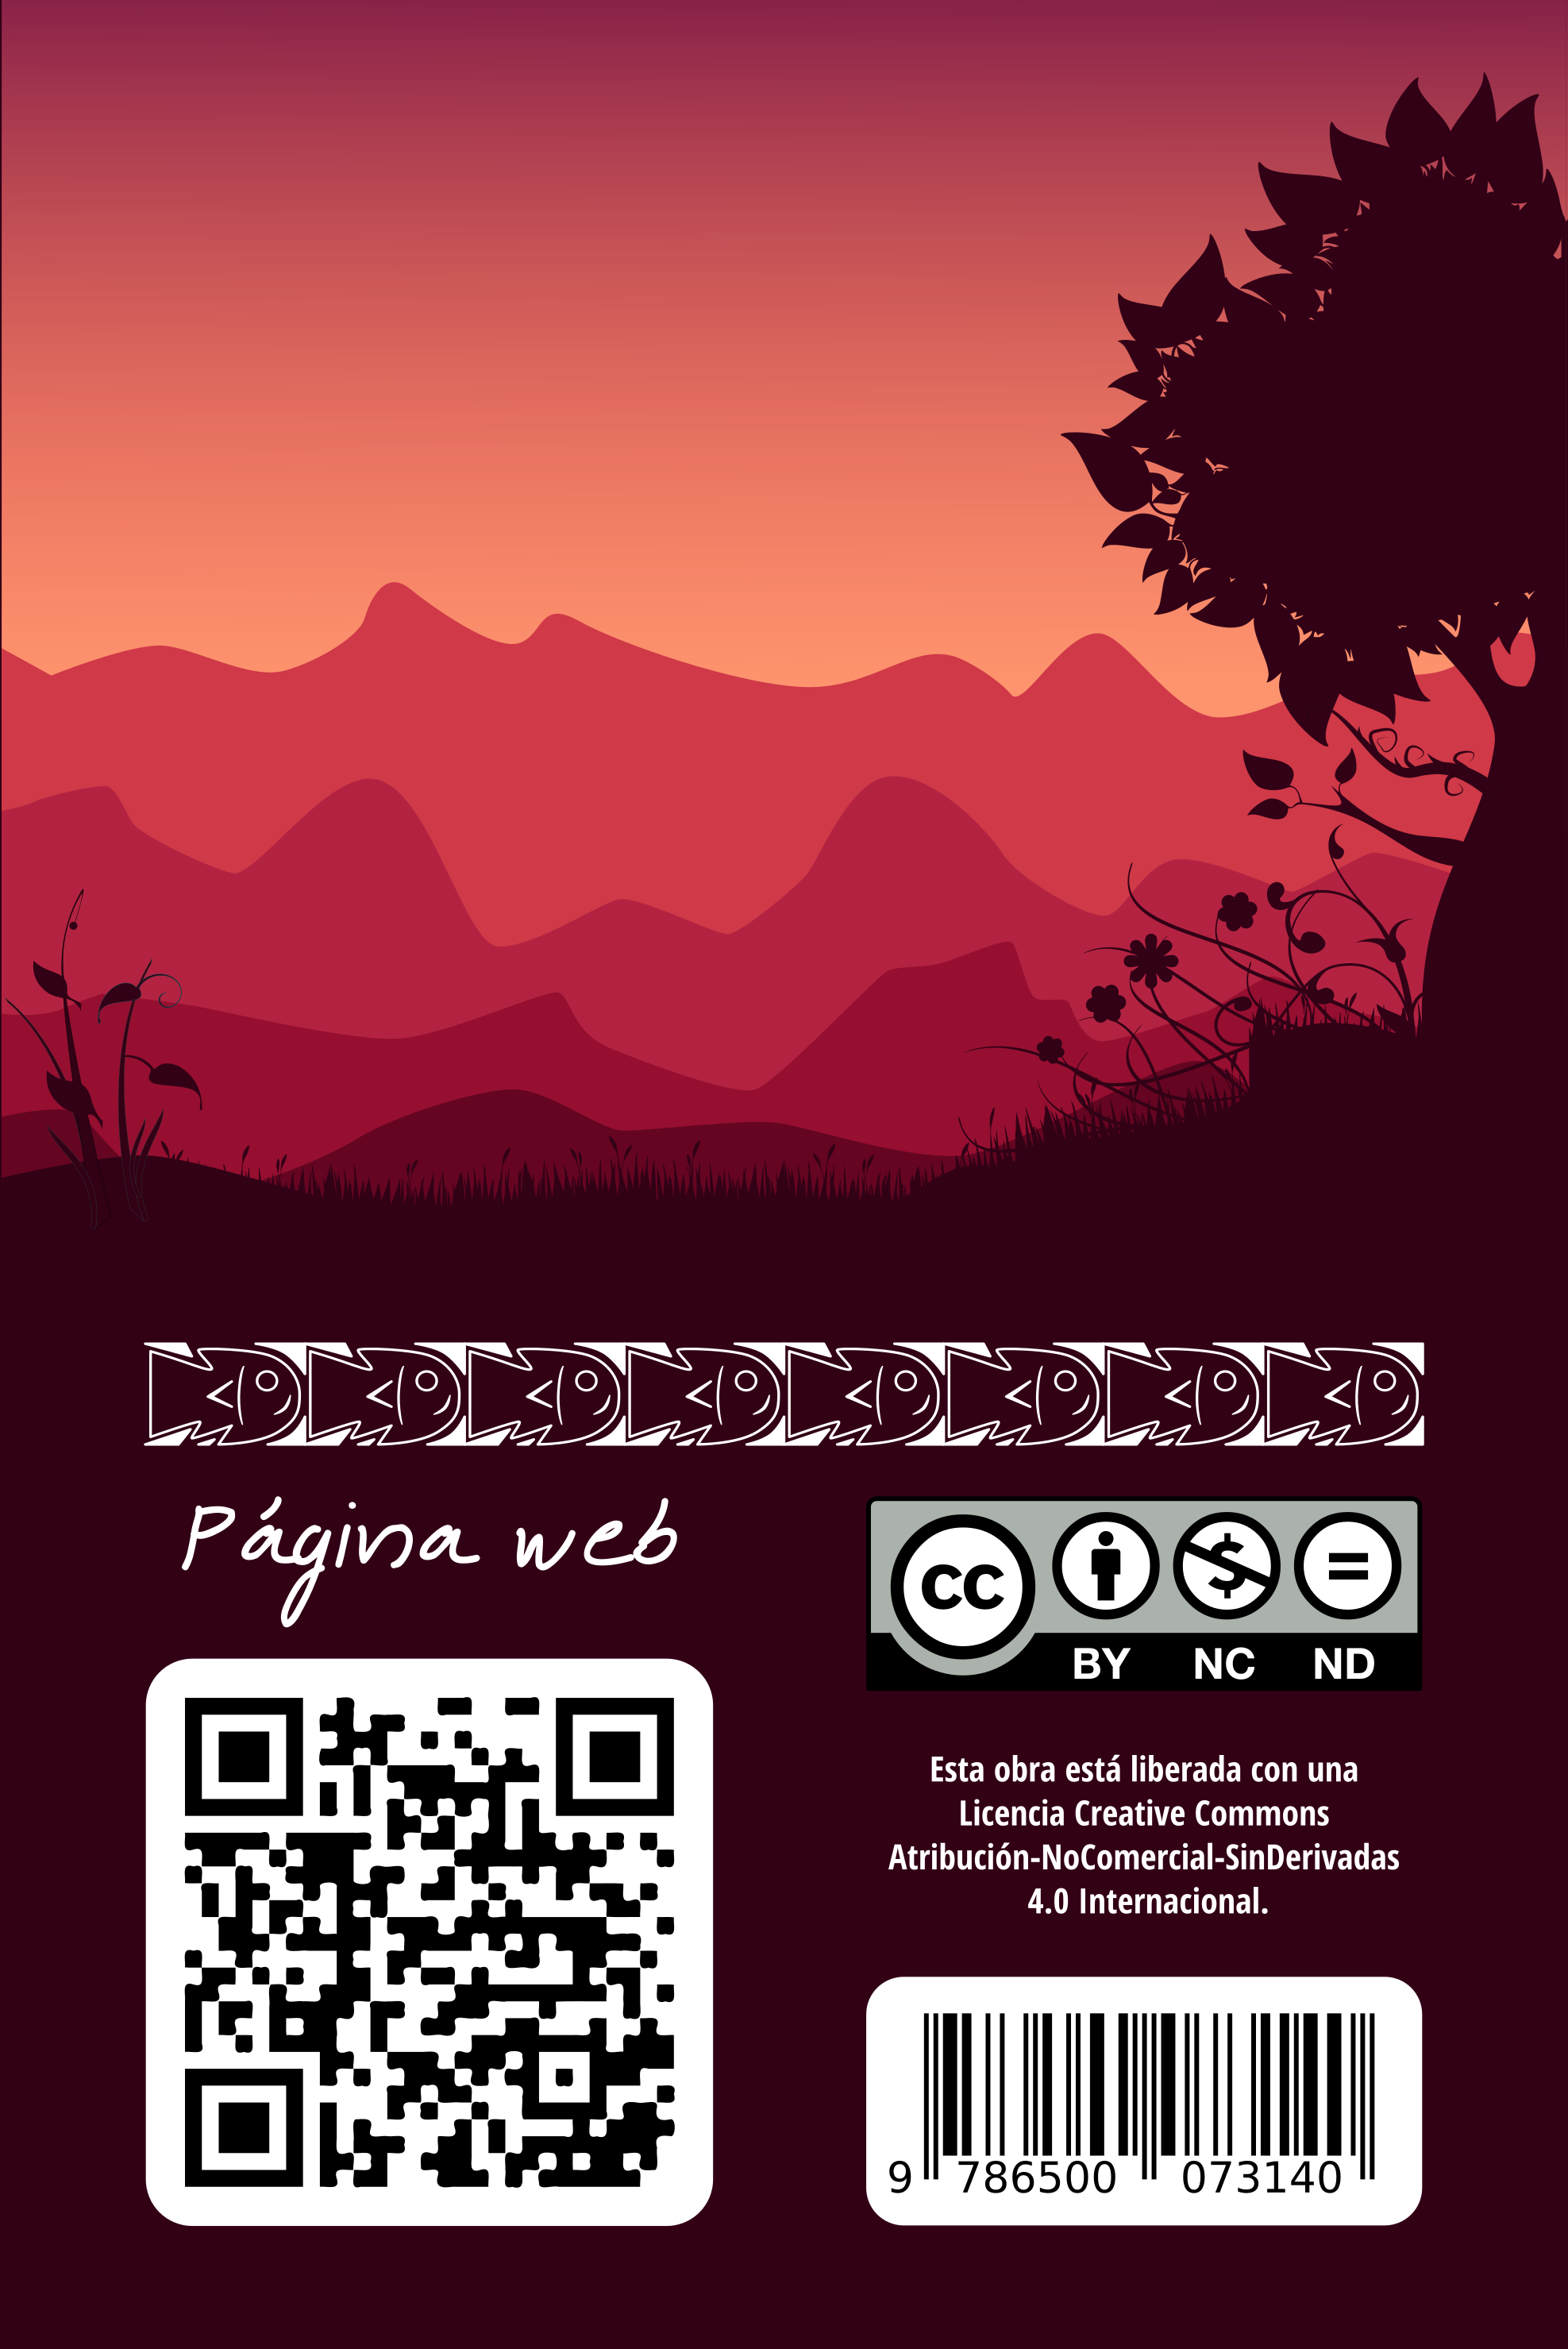 Página web
cc
BY NC ND
Esta obra está liberada con una
Licencia Creative Commons
Atribución-NoComercial-SinDerivadas
4.0 Internacional.
9 786500 073140